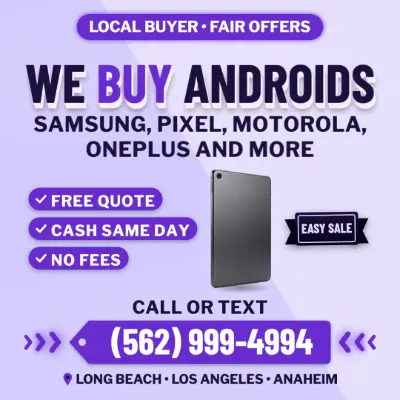 LOCAL BUYER • FAIR OFFERS
WE BUY ANDROIDS
SAMSUNG, PIXEL, MOTOROLA,
ONEPLUS AND MORE
FREE QUOTE
CASH SAME DAY
NO FEES
EASY SALE
CALL OR TEXT
(562) 999-4994
LONG BEACH • LOS ANGELES • ANAHEIM